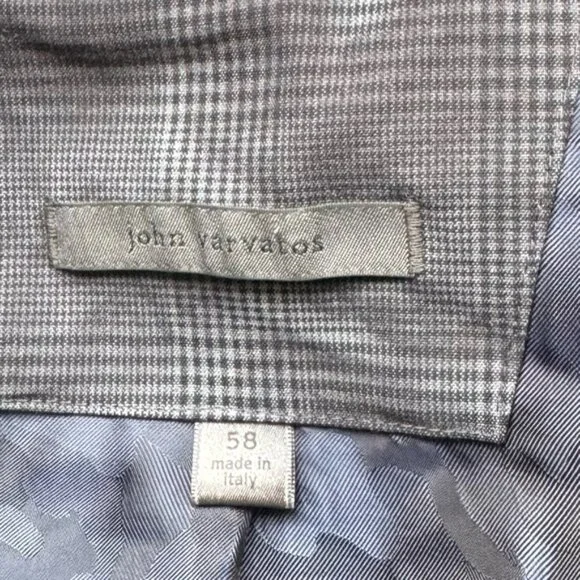 john varvatos
58
made in
Italy